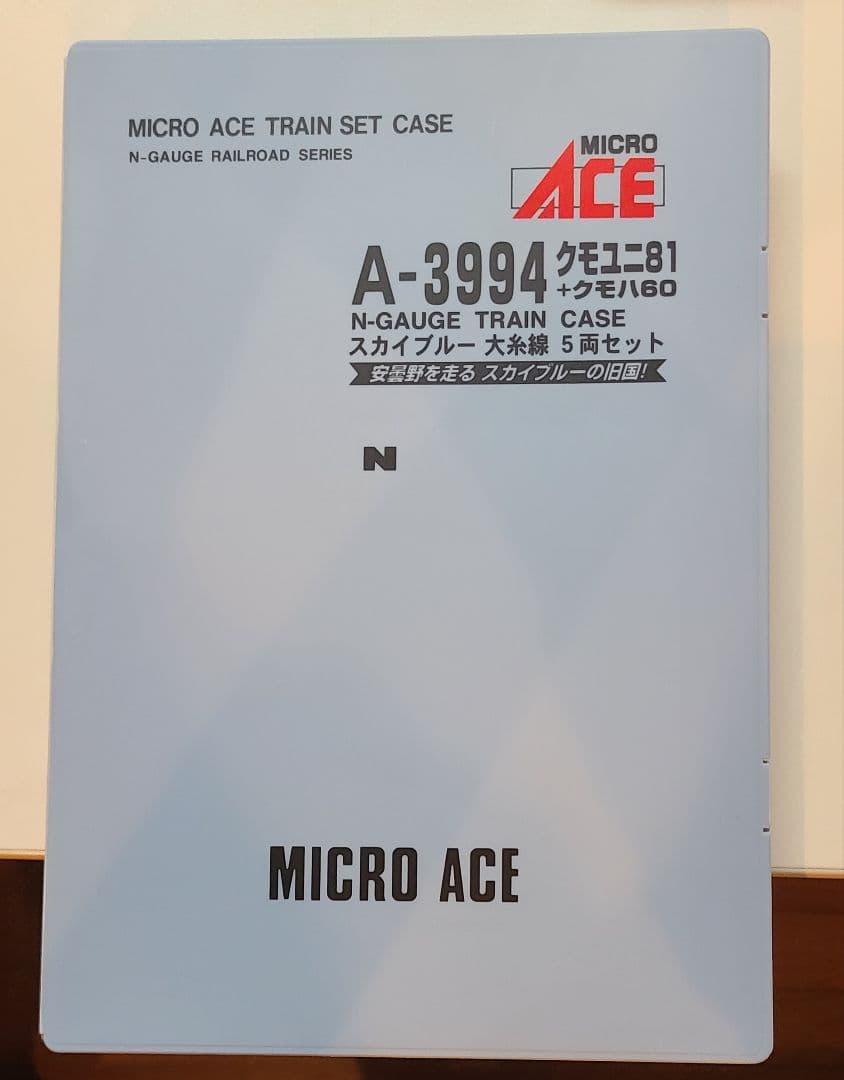 MICRO ACE TRAIN SET CASE
N-GAUGE RAILROAD SERIES
MICRO
ACE
A-3994 クモユニ81
+クモハ60
N-GAUGE TRAIN CASE
スカイブルー 大糸線 5両セット
安曇野を走る スカイブルーの旧国!
N
MICRO ACE